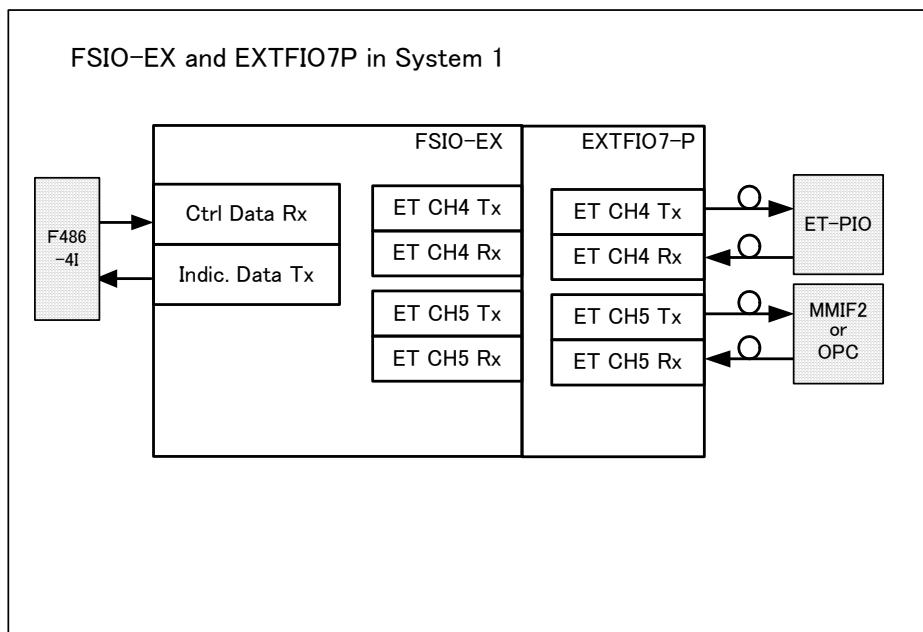 FSIO-EX and EXTFIO7P in System 1
FSIO-EX
EXTFIO7-P
F486
-4I
Ctrl Data Rx
Indic. Data Tx
ET CH4 Tx
ET CH4 Rx
ET CH5 Tx
ET CH5 Rx
ET CH4 Tx
ET CH4 Rx
ET CH5 Tx
ET CH5 Rx
ET-PIO
MMIF2
or
OPC